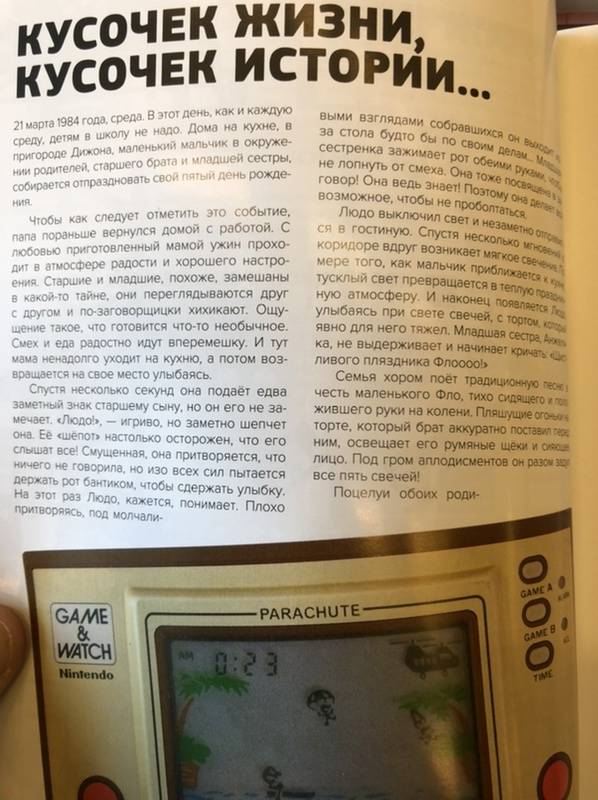 КУСОЧЕК ЖИЗНИ,
КУСОЧЕК ИСТОРИИ...
21 марта 1984 года, среда. В этот день, как и каждую
среду, детям в школу не надо. Дома на кухне, в
пригороде Дижона, маленький мальчик в окруже-
нии родителей, старшего брата и младшей сестры,
собирается отпраздновать свой пятый день рожде-
ния.
Чтобы как следует отметить это событие,
папа пораньше вернулся домой с работой. С
любовью приготовленный мамой ужин прохо-
дит в атмосфере радости и хорошего настро-
ения. Старшие и младшие, похоже, замешаны
в какой-то тайне, они переглядываются друг
с другом и по-заговорщицки хихикают. Ощу-
щение такое, что готовится что-то необычное.
Смех и еда радостно идут вперемешку. И тут
мама ненадолго уходит на кухню, а потом воз-
вращается на свое место улыбаясь.
Спустя несколько секунд она подаёт едва
заметный знак старшему сыну, но он его не за-
мечает. «Людо!», — игриво, но заметно шепчет
она. Её «шёпот» настолько осторожен, что его
слышат все! Смущенная, она притворяется, что
ничего не говорила, но изо всех сил пытается
держать рот бантиком, чтобы сдержать улыбку.
На этот раз Людо, кажется, понимает. Плохо
притворяясь, под молчали-
выми взглядами собравшихся он выходит
за стола будто бы по своим делам...
сестренка зажимает рот обеими руками,
не лопнуть от смеха. Она тоже посвящена в
говор! Она ведь знает! Поэтому она делает
возможное, чтобы не проболтаться.
Людо выключил свет и незаметно
ся в гостиную. Спустя несколько мгновений
коридоре вдруг возникает мягкое свечение.
мере того, как мальчик приближается к
тусклый свет превращается в теплую
ную атмосферу. И наконец появляется
улыбаясь при свете свечей, с тортом, который
явно для него тяжел. Младшая сестра,
ка, не выдерживает и начинает кричать:
ливого пляздника Флоооо!»
Семья хором поёт традиционную песню
честь маленького Фло, тихо сидящего и
жившего руки на колени. Пляшущие огоньки
торте, который брат аккуратно поставил
ним, освещает его румяные щёки и
лицо. Под гром аплодисментов он разом
все пять свечей!
Поцелуи обоих роди-
GAME
&
WATCH
Nintendo
PARACHUTE
AM 0:23
GAME A
GAME B
TIME